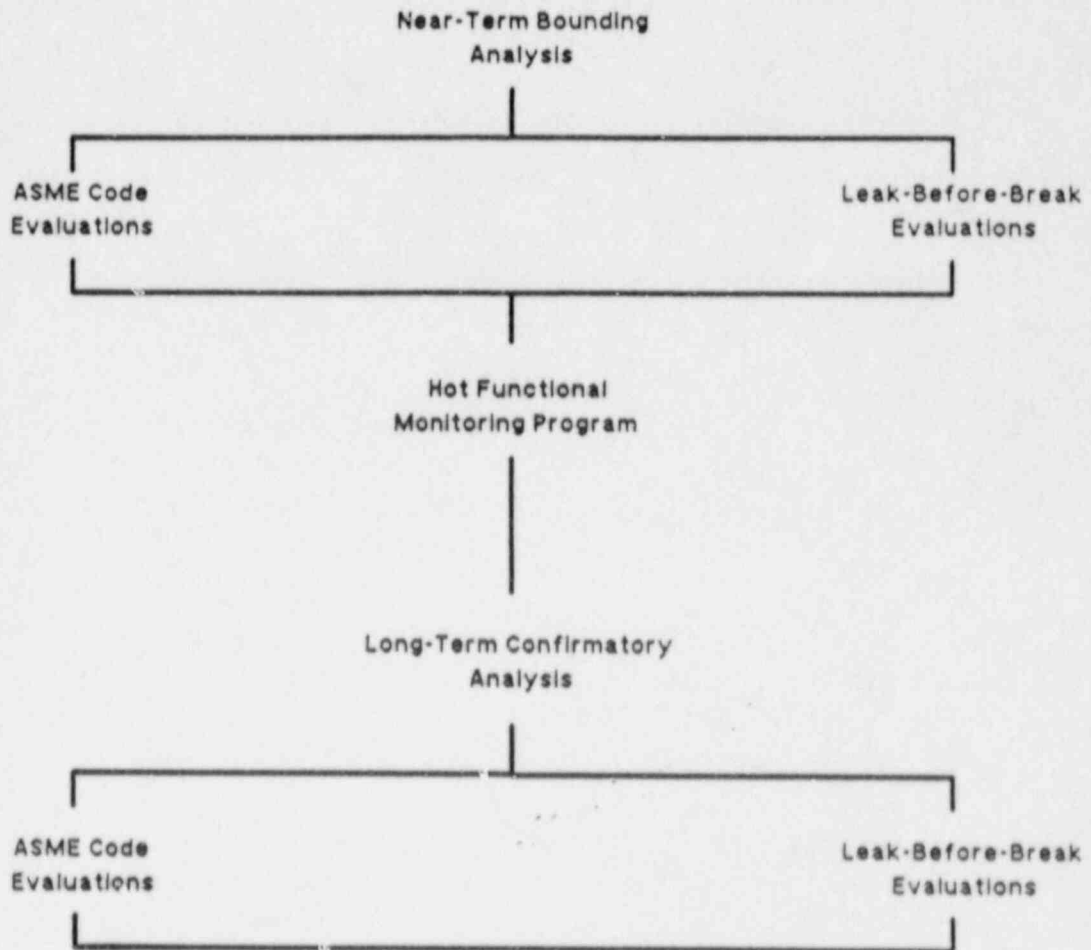 Near-Term Bounding
Analysis
ASME Code
Evaluations
Leak-Before-Break
Evaluations
Hot Functional
Monitoring Program
Long-Term Confirmatory
Analysis
ASME Code
Evaluations
Leak-Before-Break
Evaluations